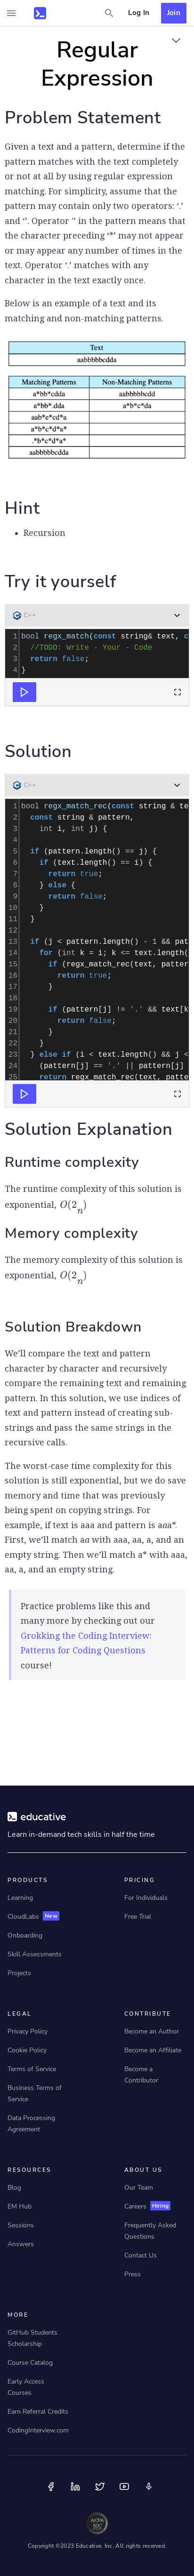 Log In
Join
Regular
Expression
Problem Statement
Given a text and a pattern, determine if the
pattern matches with the text completely
or not at all by using regular expression
matching. For simplicity, assume that the
pattern may contain only two operators: ‘.’
and ‘’. Operator '' in the pattern means that
the character preceding ‘*’ may not appear
or may appear any number of times in the
text. Operator ‘.’ matches with any
character in the text exactly once.
Below is an example of a text and its
matching and non-matching patterns.
Text
aabbbbbcdda
Matching Patterns Non-Matching Patterns
a*bb*cdda aabbbbbcdd
a*bb*.dda a*b*c*da
aab*e*cd*a
a*b*c*d*a*
.*b*c*d*a*
aabbbbbcdda
Hint
Recursion
Try it yourself
C++
1 bool regx_match(const string& text, c
2 //TODO: Write - Your - Code
3 return false;
4 }
Solution
C++
1 bool regx_match_rec(const string & te
2 const string & pattern,
3 int i, int j) {
4
5 if (pattern.length() == j) {
6 if (text.length() == i) {
7 return true;
8 } else {
9 return false;
10 }
11 }
12
13 if (j < pattern.length() - 1 && pat
14 for (int k = i; k <= text.length()
15 if (regx_match_rec(text, patter
16 return true;
17 }
18
19 if (pattern[j] != '.' && text[k
20 return false;
21 }
22 }
23 } else if (i < text.length() && j <
24 (pattern[j] == '.' || pattern[j]
25 return regx_match_rec(text, patter
Solution Explanation
Runtime complexity
The runtime complexity of this solution is
exponential, O(2n)
Memory complexity
The memory complexity of this solution is
exponential, O(2n)
Solution Breakdown
We’ll compare the text and pattern
character by character and recursively
compare the remaining text and remaining
pattern. In this solution, we use indices of
text and pattern instead of creating sub-
strings and pass the same strings in the
recursive calls.
The worst-case time complexity for this
solution is still exponential, but we do save
memory and time that was previously
being spent on copying strings. For
example, if text is aaa and pattern is aaa*.
First, we’ll match aa with aaa, aa, a, and an
empty string. Then we’ll match a* with aaa,
aa, a, and an empty string.
Practice problems like this and
many more by checking out our
Grokking the Coding Interview:
Patterns for Coding Questions
course!
educative
Learn in-demand tech skills in half the time
PRODUCTS
Learning
CloudLabs New
Onboarding
Skill Assessments
Projects
PRICING
For Individuals
Free Trial
LEGAL
Privacy Policy
Cookie Policy
Terms of Service
Business Terms of
Service
Data Processing
Agreement
CONTRIBUTE
Become an Author
Become an Affiliate
Become a
Contributor
RESOURCES
Blog
EM Hub
Sessions
Answers
ABOUT US
Our Team
Careers Hiring
Frequently Asked
Questions
Contact Us
Press
MORE
GitHub Students
Scholarship
Course Catalog
Early Access
Courses
Earn Referral Credits
CodingInterview.com
Copyright ©2023 Educative, Inc. All rights reserved.